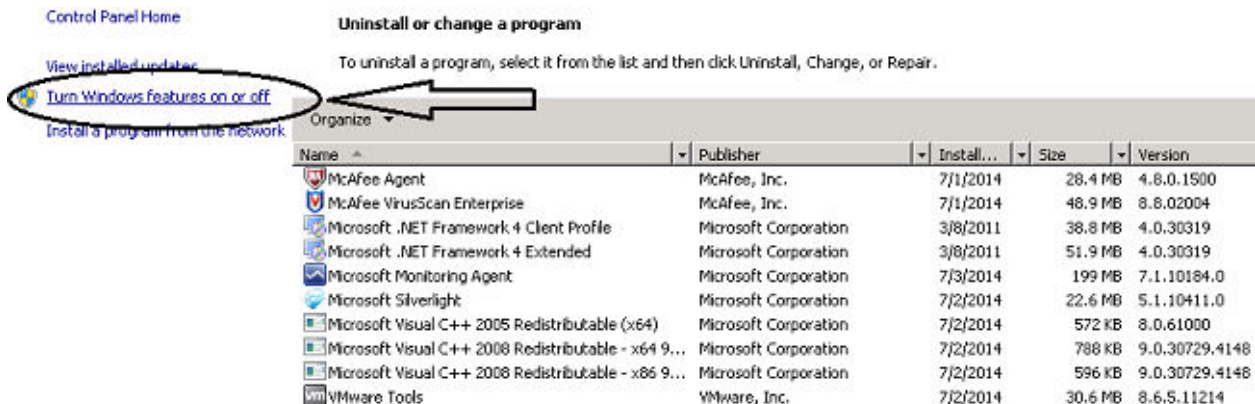 Control Panel Home
Uninstall or change a program
View installed updates
To uninstall a program, select it from the list and then click Uninstall, Change, or Repair.
Turn Windows features on or off
Install a program from the network
Organize
Name Publisher Install... Size Version
McAfee Agent McAfee, Inc. 7/1/2014 28.4 MB 4.8.0.1500
McAfee VirusScan Enterprise McAfee, Inc. 7/1/2014 48.9 MB 8.8.02004
Microsoft .NET Framework 4 Client Profile Microsoft Corporation 3/8/2011 38.8 MB 4.0.30319
Microsoft .NET Framework 4 Extended Microsoft Corporation 3/8/2011 51.9 MB 4.0.30319
Microsoft Monitoring Agent Microsoft Corporation 7/3/2014 199 MB 7.1.10184.0
Microsoft Silverlight Microsoft Corporation 7/2/2014 22.6 MB 5.1.10411.0
Microsoft Visual C++ 2005 Redistributable (x64) Microsoft Corporation 7/2/2014 572 KB 8.0.61000
Microsoft Visual C++ 2008 Redistributable - x64 9... Microsoft Corporation 7/2/2014 788 KB 9.0.30729.4148
Microsoft Visual C++ 2008 Redistributable - x86 9... Microsoft Corporation 7/2/2014 596 KB 9.0.30729.4148
vm VMware Tools VMware, Inc. 7/2/2014 30.6 MB 8.6.5.11214